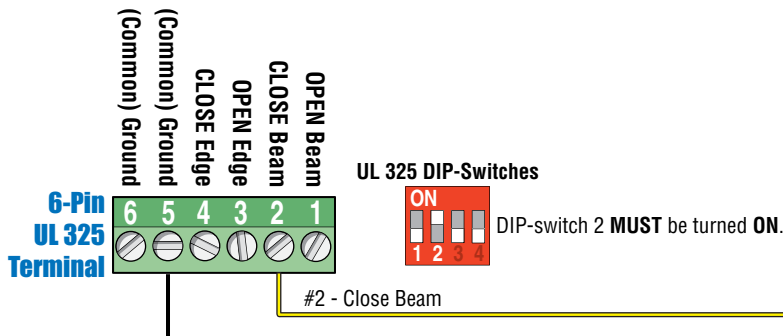 (Common) Ground
(Common) Ground
CLOSE Edge
OPEN Edge
CLOSE Beam
OPEN Beam
UL 325 DIP-Switches
6-Pin
UL 325
Terminal
6 5 4 3 2 1
ON
1 2 3 4
DIP-switch 2 MUST be turned ON.
#2 - Close Beam